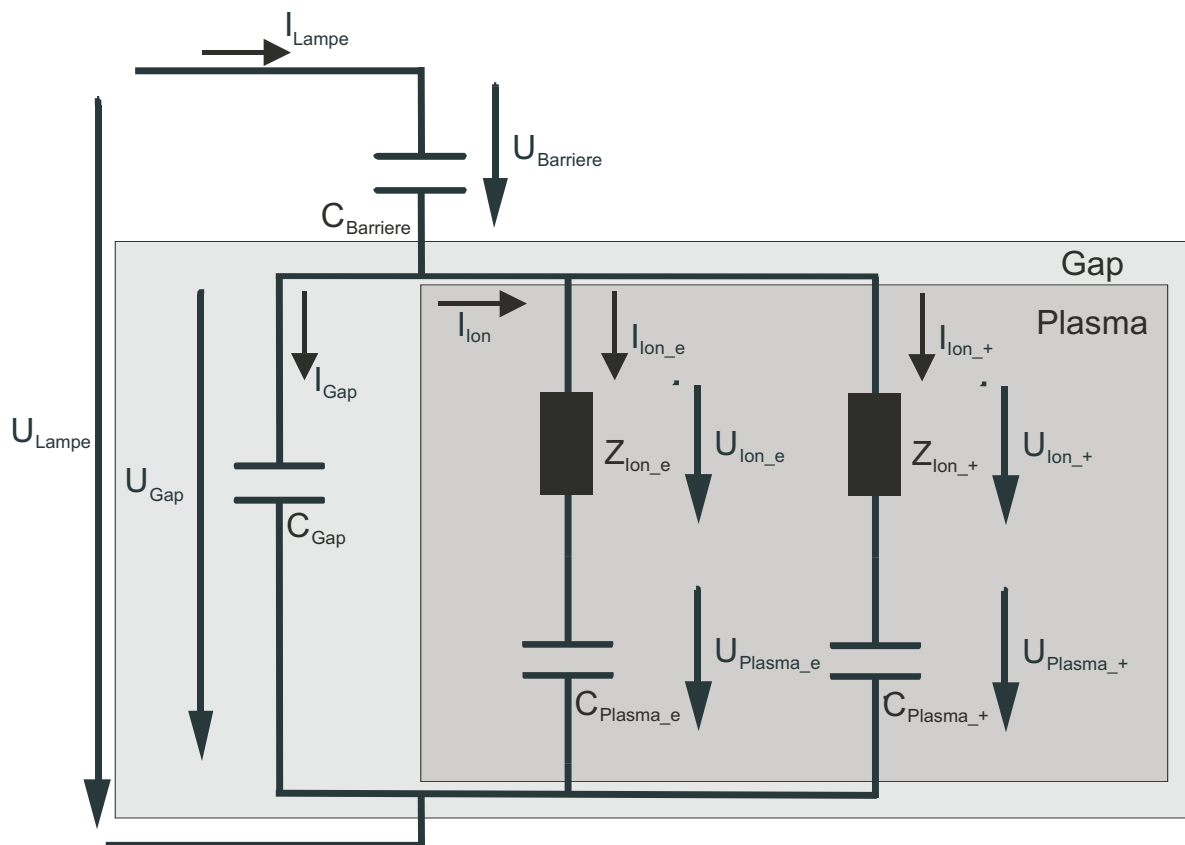 I_Lampe
U_Barriere
C_Barriere
Gap
Plasma
I_Ion
I_Ion_e
I_Ion_+
I_Gap
U_Lampe
U_Gap
C_Gap
Z_Ion_e
U_Ion_e
Z_Ion_+
U_Ion_+
U_Plasma_e
C_Plasma_e
U_Plasma_+
C_Plasma_+